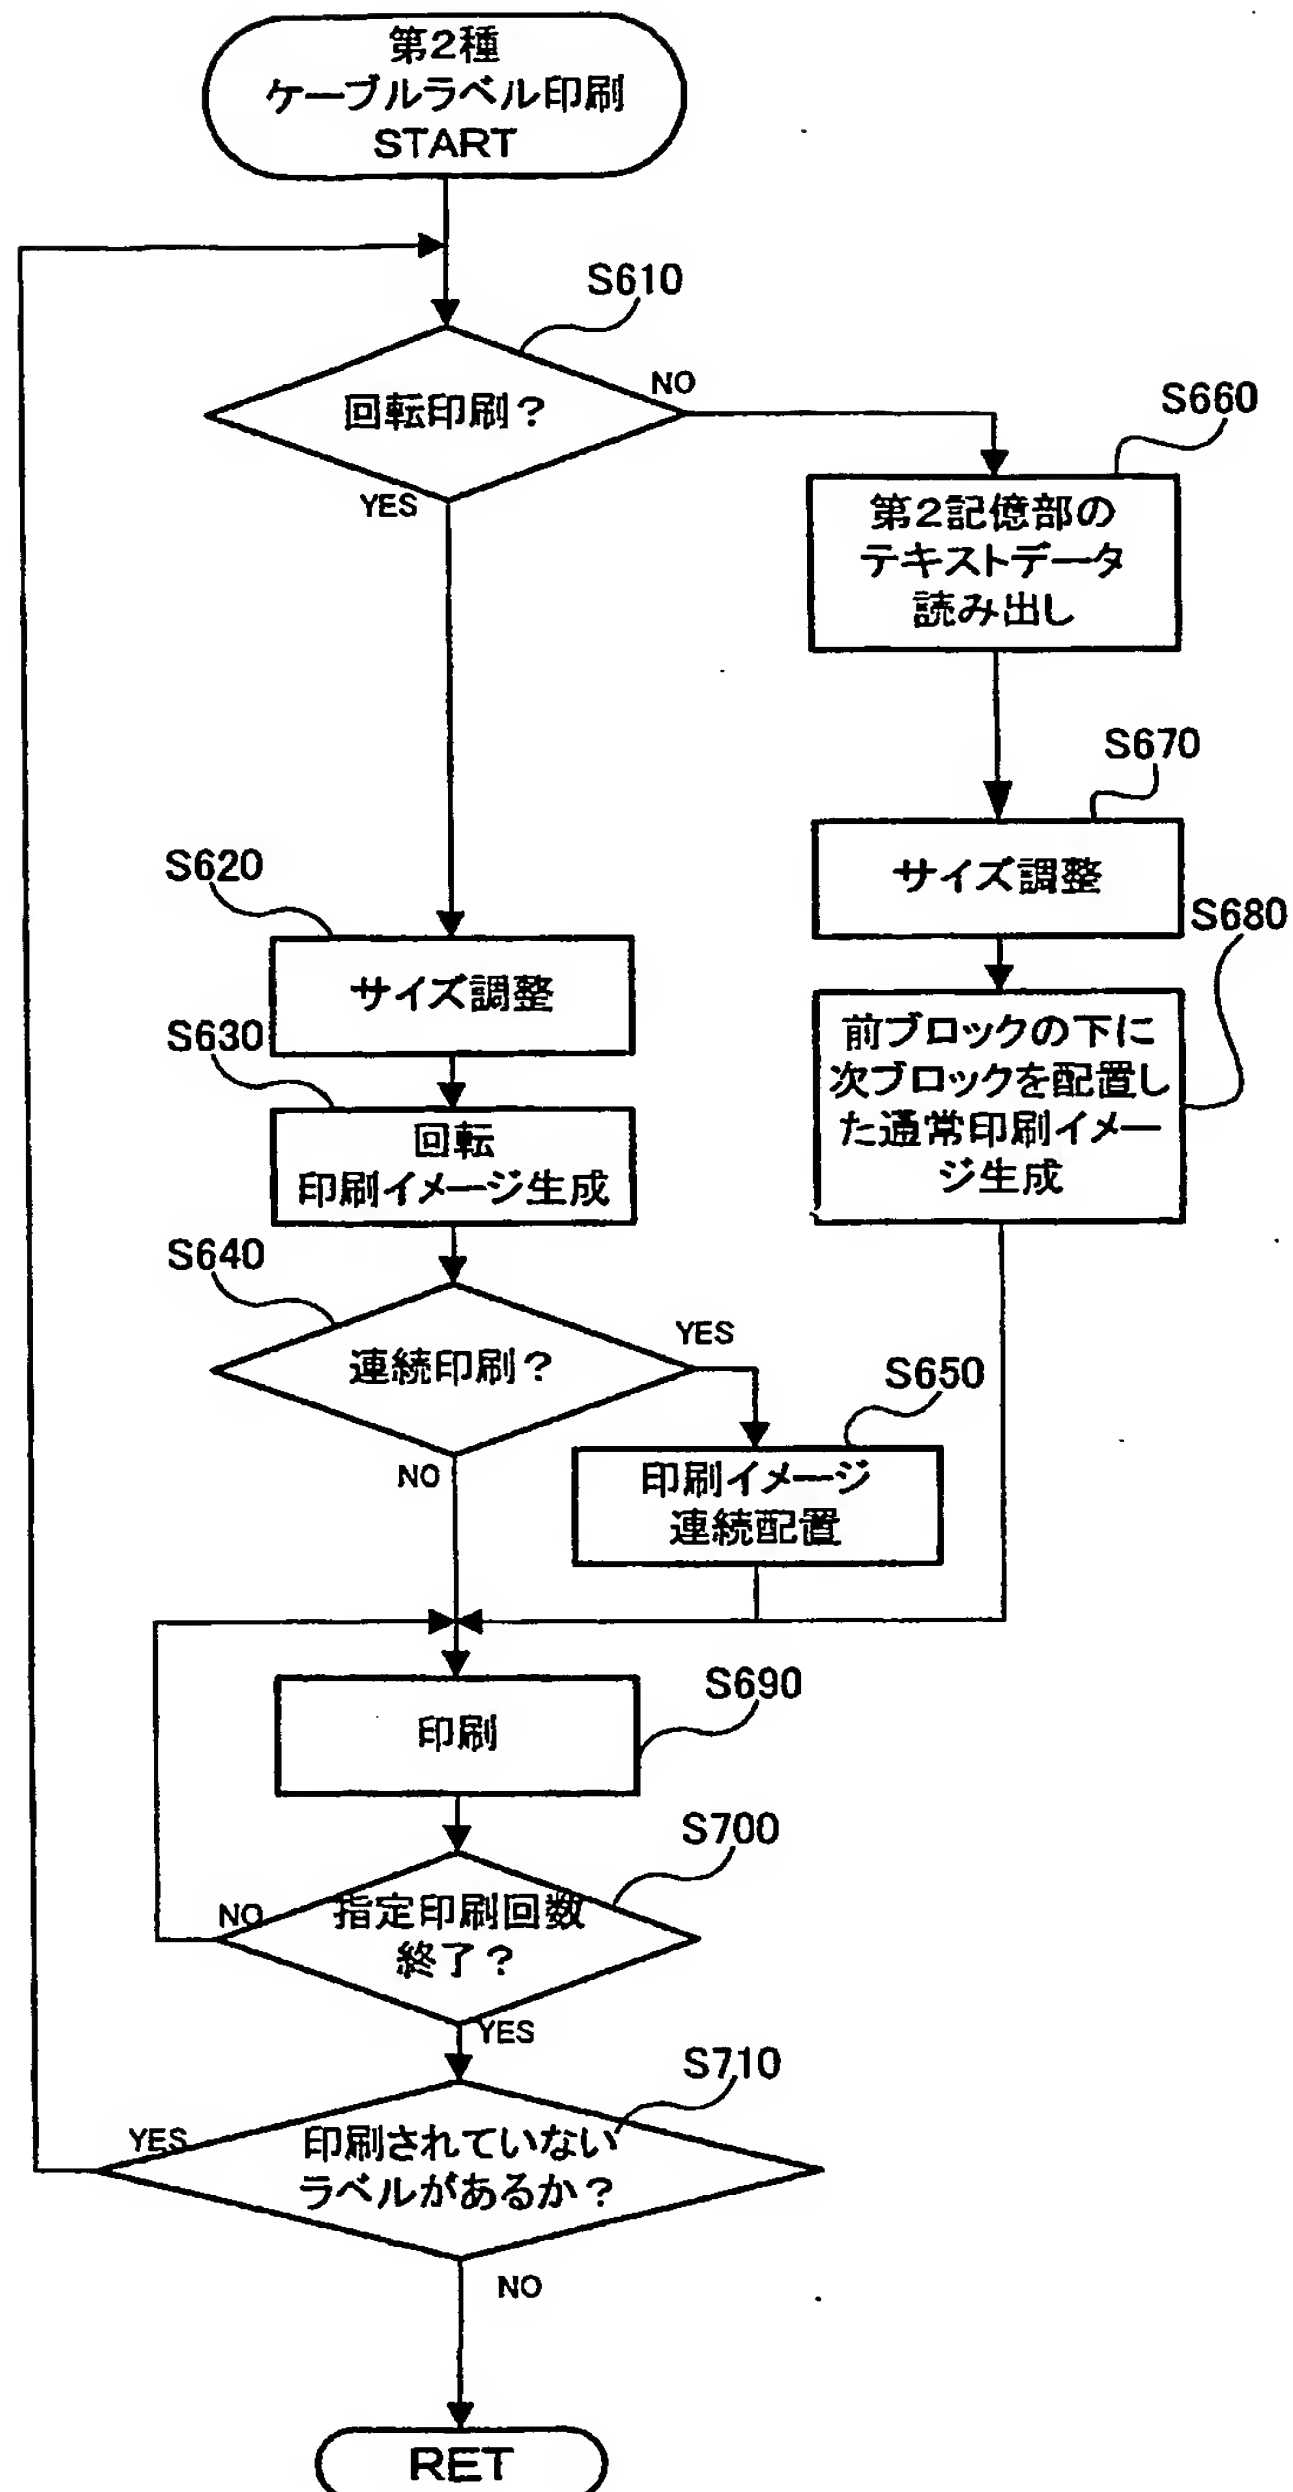 第2種
ケーブルラベル印刷
START
S610
回転印刷?
NO
YES
S660
第2記憶部の
テキストデータ
読み出し
S670
サイズ調整
S620
サイズ調整
S680
前ブロックの下に
次ブロックを配置し
た通常印刷イメー
ジ生成
S630
回転
印刷イメージ生成
S640
連続印刷?
YES
NO
S650
印刷イメージ
連続配置
S690
印刷
S700
指定印刷回数
終了?
NO
YES
S710
印刷されていない
ラベルがあるか?
YES
NO
RET